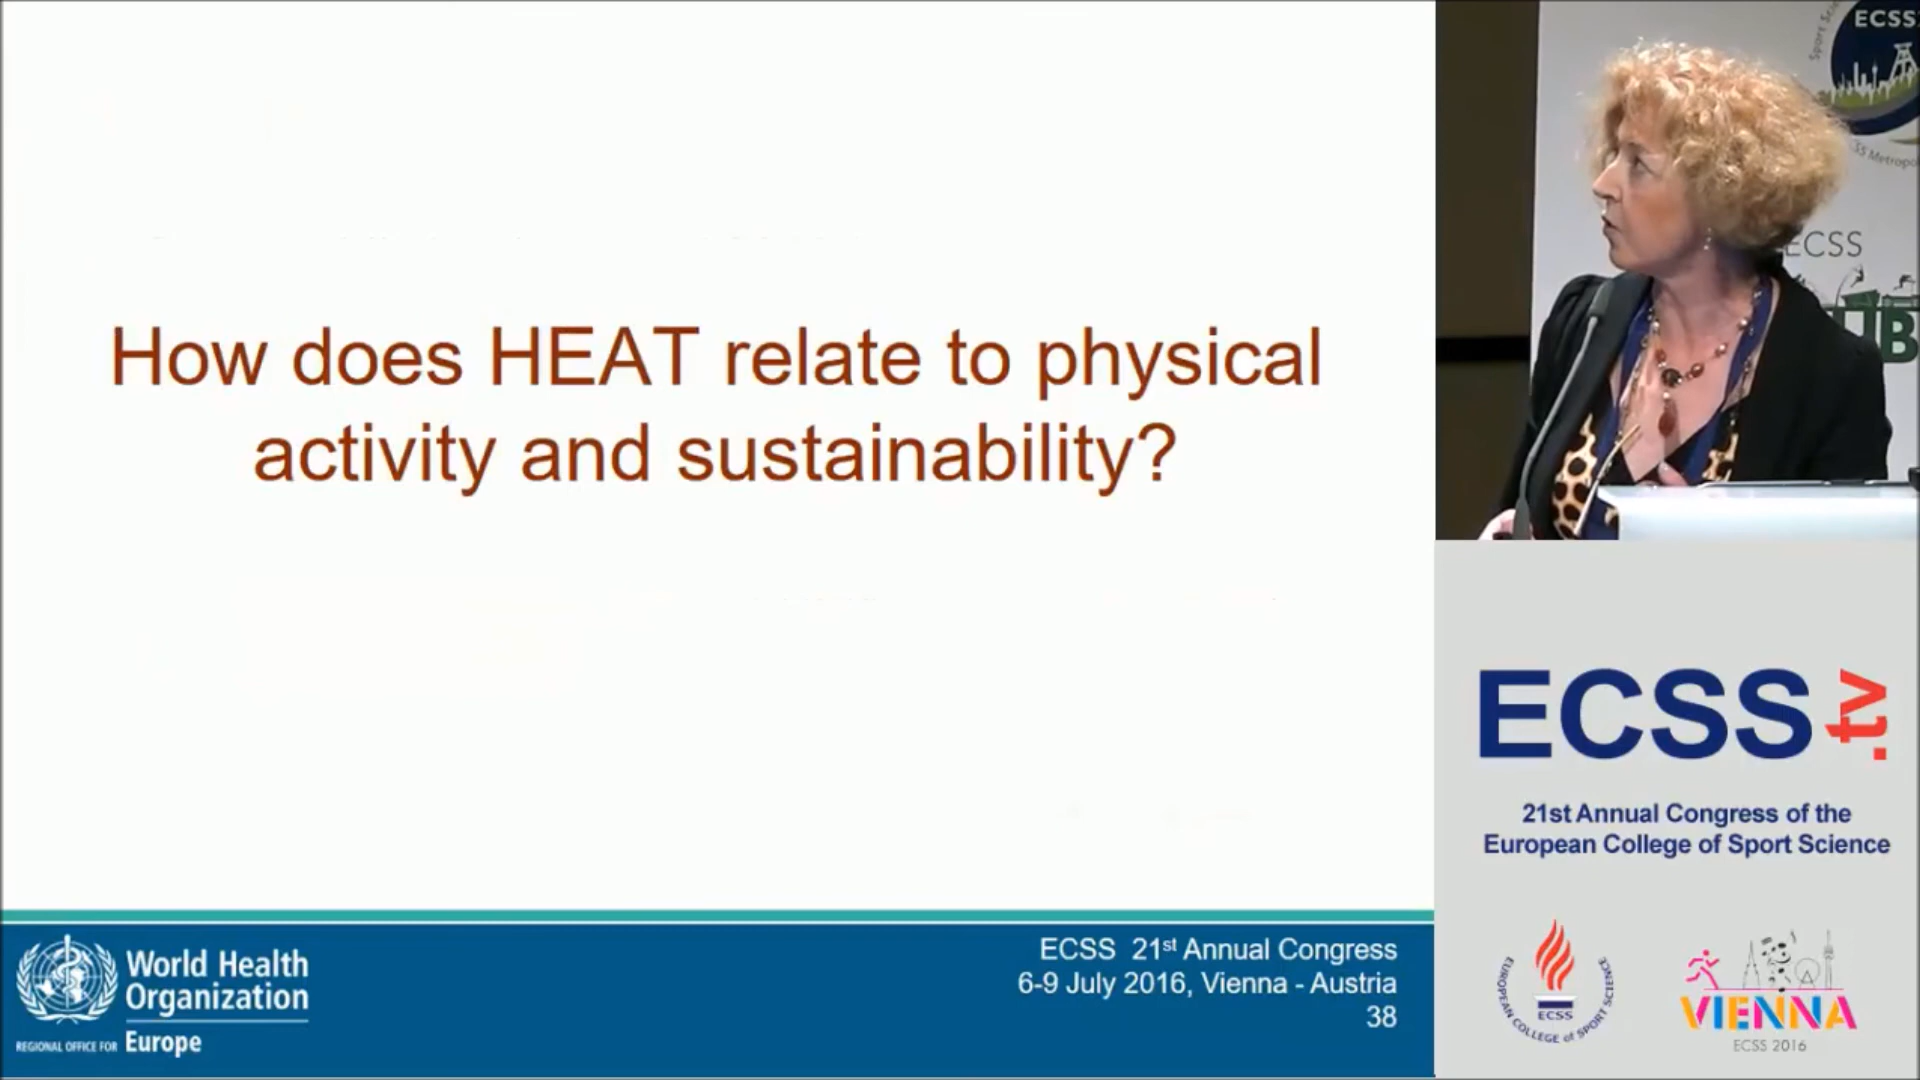 How does HEAT relate to physical
activity and sustainability?
World Health
Organization
REGIONAL OFFICE FOR Europe
ECSS 21st Annual Congress
6-9 July 2016, Vienna - Austria
38
ECSS
ECSS
ECSS.tv
21st Annual Congress of the
European College of Sport Science
EUROPEAN COLLEGE of SPORT SCIENCE
ECSS
VIENNA
ECSS 2016